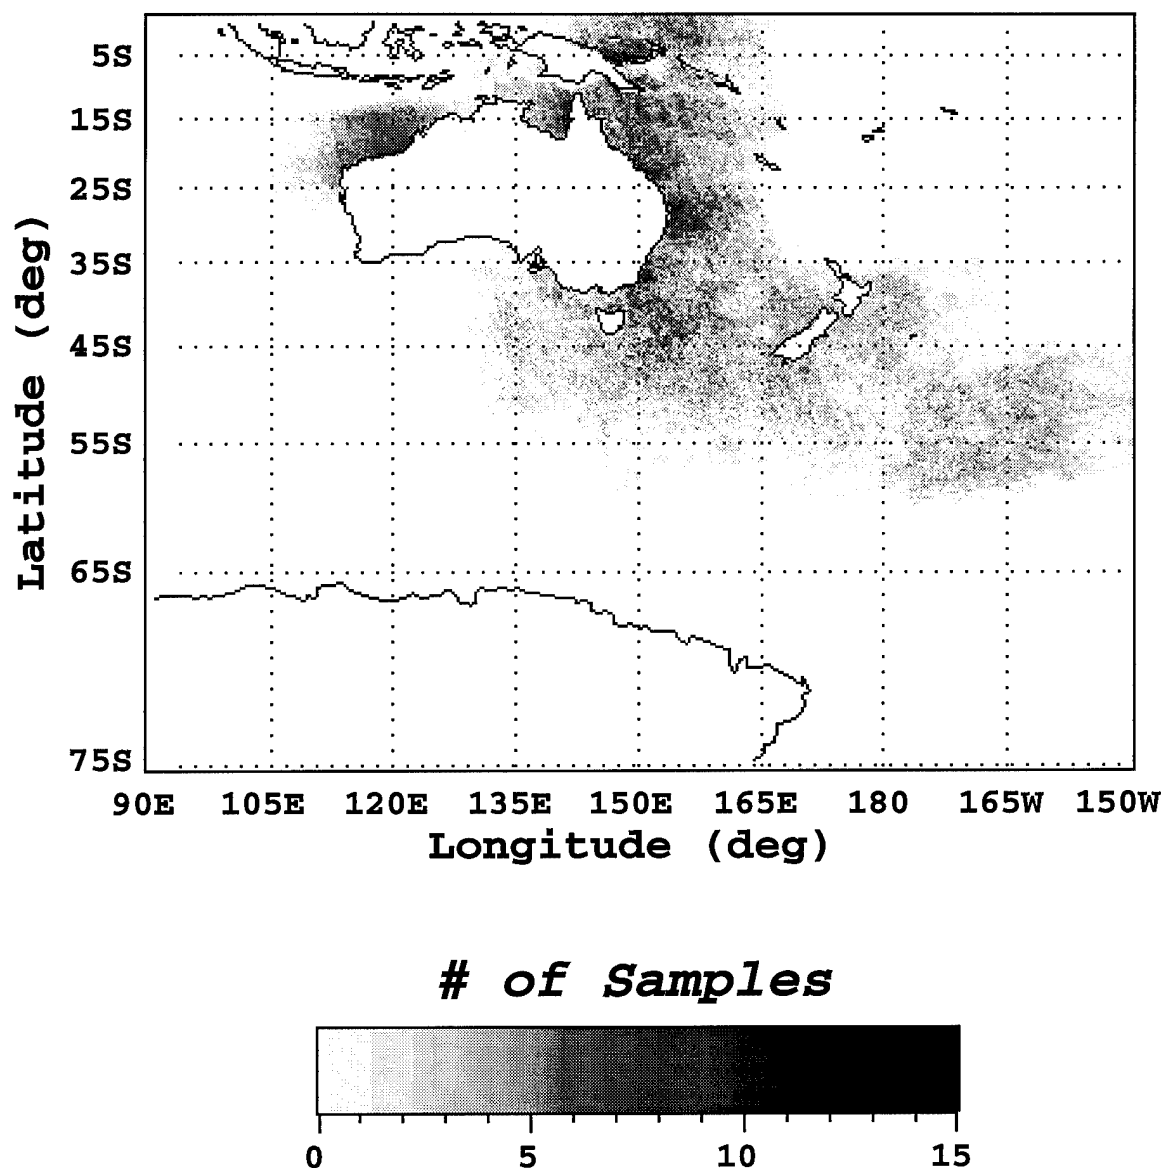 5S
15S
25S
35S
45S
55S
65S
75S
Latitude (deg)
90E 105E 120E 135E 150E 165E 180 165W 150W
Longitude (deg)
# of Samples
0 5 10 15